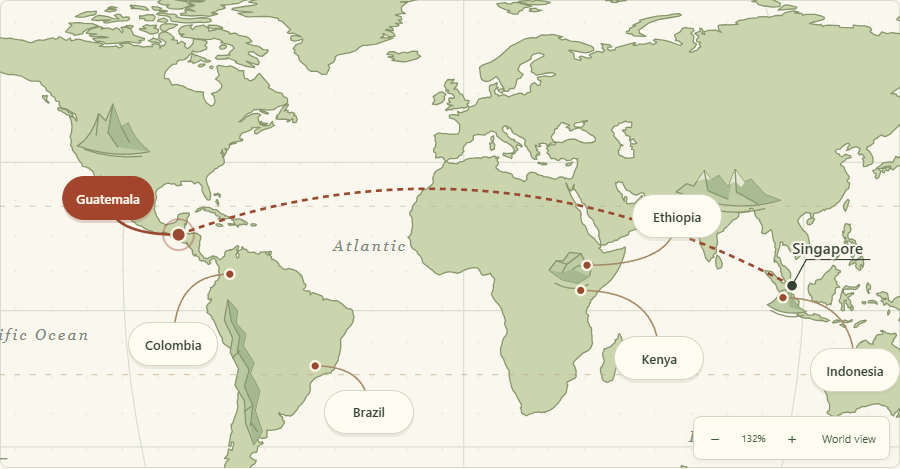 Guatemala
Ethiopia
Atlantic
Singapore
ific Ocean
Colombia
Kenya
Indonesia
Brazil
− 132% + World view